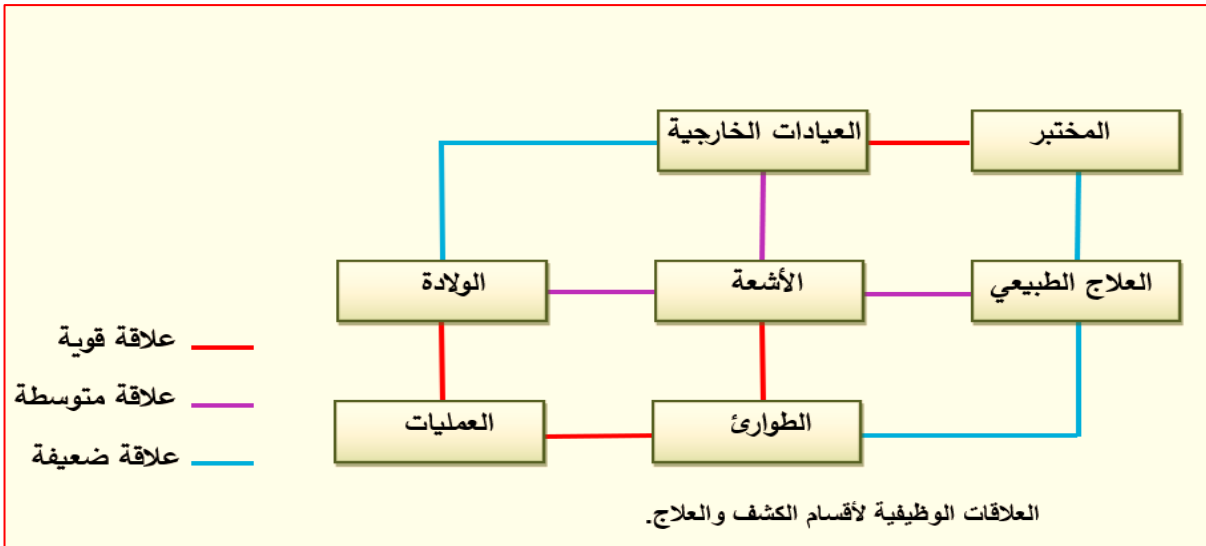 المختبر
العيادات الخارجية
العلاج الطبيعي
الأشعة
الولادة
الطوارئ
العمليات
علاقة قوية
علاقة متوسطة
علاقة ضعيفة
العلاقات الوظيفية لأقسام الكشف والعلاج.